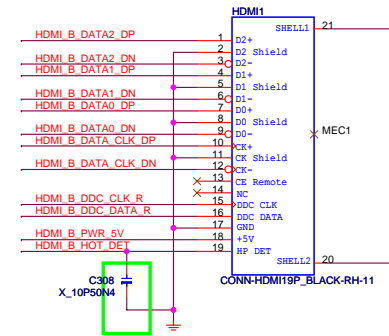 HDMI1
SHELL1 21
HDMI_B_DATA2_DP 1 D2+
2 D2 Shield
HDMI_B_DATA2_DN 3 D2-
HDMI_B_DATA1_DP 4 D1+
5 D1 Shield
HDMI_B_DATA1_DN 6 D1-
HDMI_B_DATA0_DP 7 D0+
8 D0 Shield
HDMI_B_DATA0_DN 9 D0-
MEC1
HDMI_B_DATA_CLK_DP 10 CK+
11 CK Shield
HDMI_B_DATA_CLK_DN 12 CK-
13 CE Remote
14 NC
HDMI_B_DDC_CLK_R 15 DDC CLK
HDMI_B_DDC_DATA_R 16 DDC DATA
17 GND
HDMI_B_PWR_5V 18 +5V
HDMI_B_HOT_DET 19 HP DET
SHELL2 20
C308
X_10P50N4
CONN-HDMI19P_BLACK-RH-11